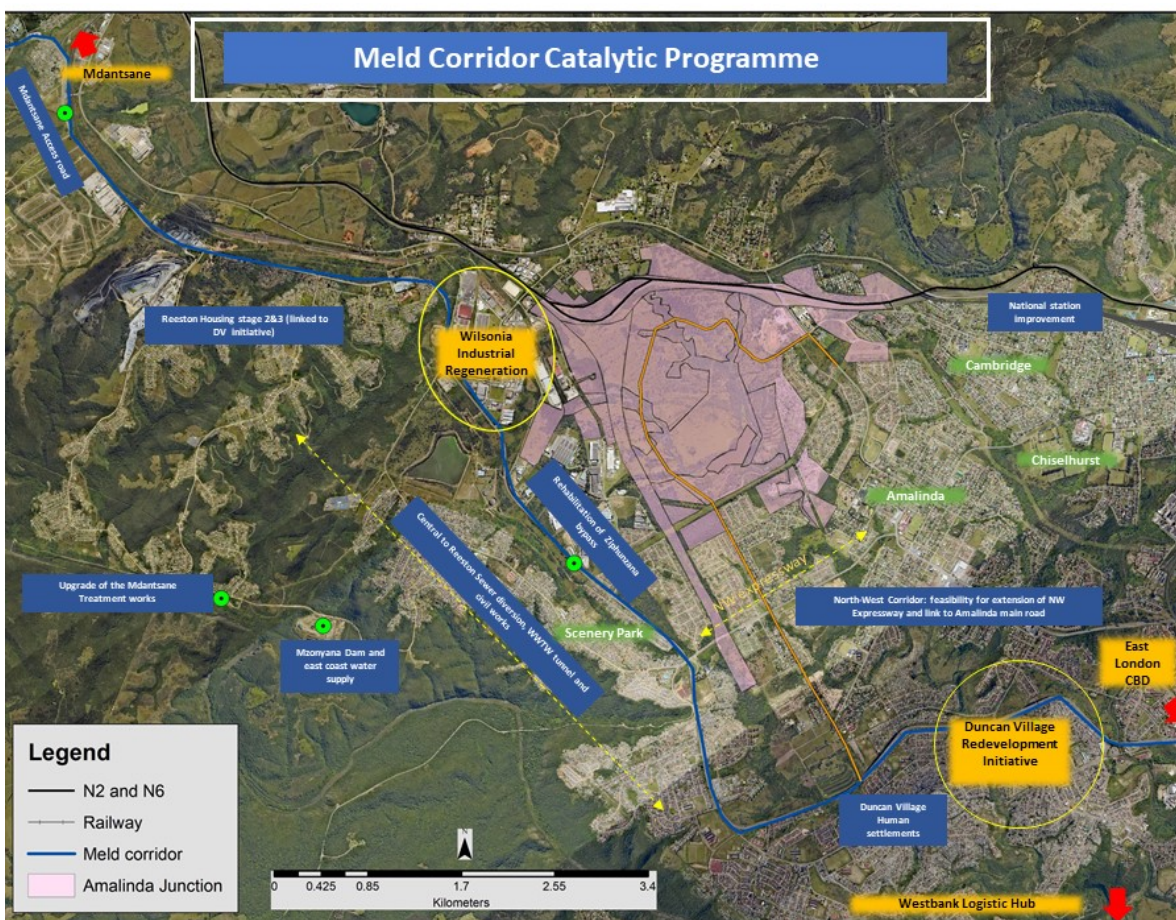 Meld Corridor Catalytic Programme
Mdantsane
Mdantsane Access road
Reeston Housing stage 2&3 (linked to
DV initiative)
Wilsonia
Industrial
Regeneration
National station
improvement
Cambridge
Chiselhurst
Amalinda
Rehabilitation of Ziphunzana
bypass
Central to Reeston Sewer diversion, WWTW tunnel and
civil works
Upgrade of the Mdantsane
Treatment works
Mzonyana Dam and
east coast water
supply
Scenery Park
North-West Corridor: feasibility for extension of NW
Expressway and link to Amalinda main road
East
London
CBD
Duncan Village
Redevelopment
Initiative
Duncan Village
Human
settlements
Westbank Logistic Hub
Legend
N2 and N6
Railway
Meld corridor
Amalinda Junction
N
0 0.425 0.85 1.7 2.55 3.4
Kilometers